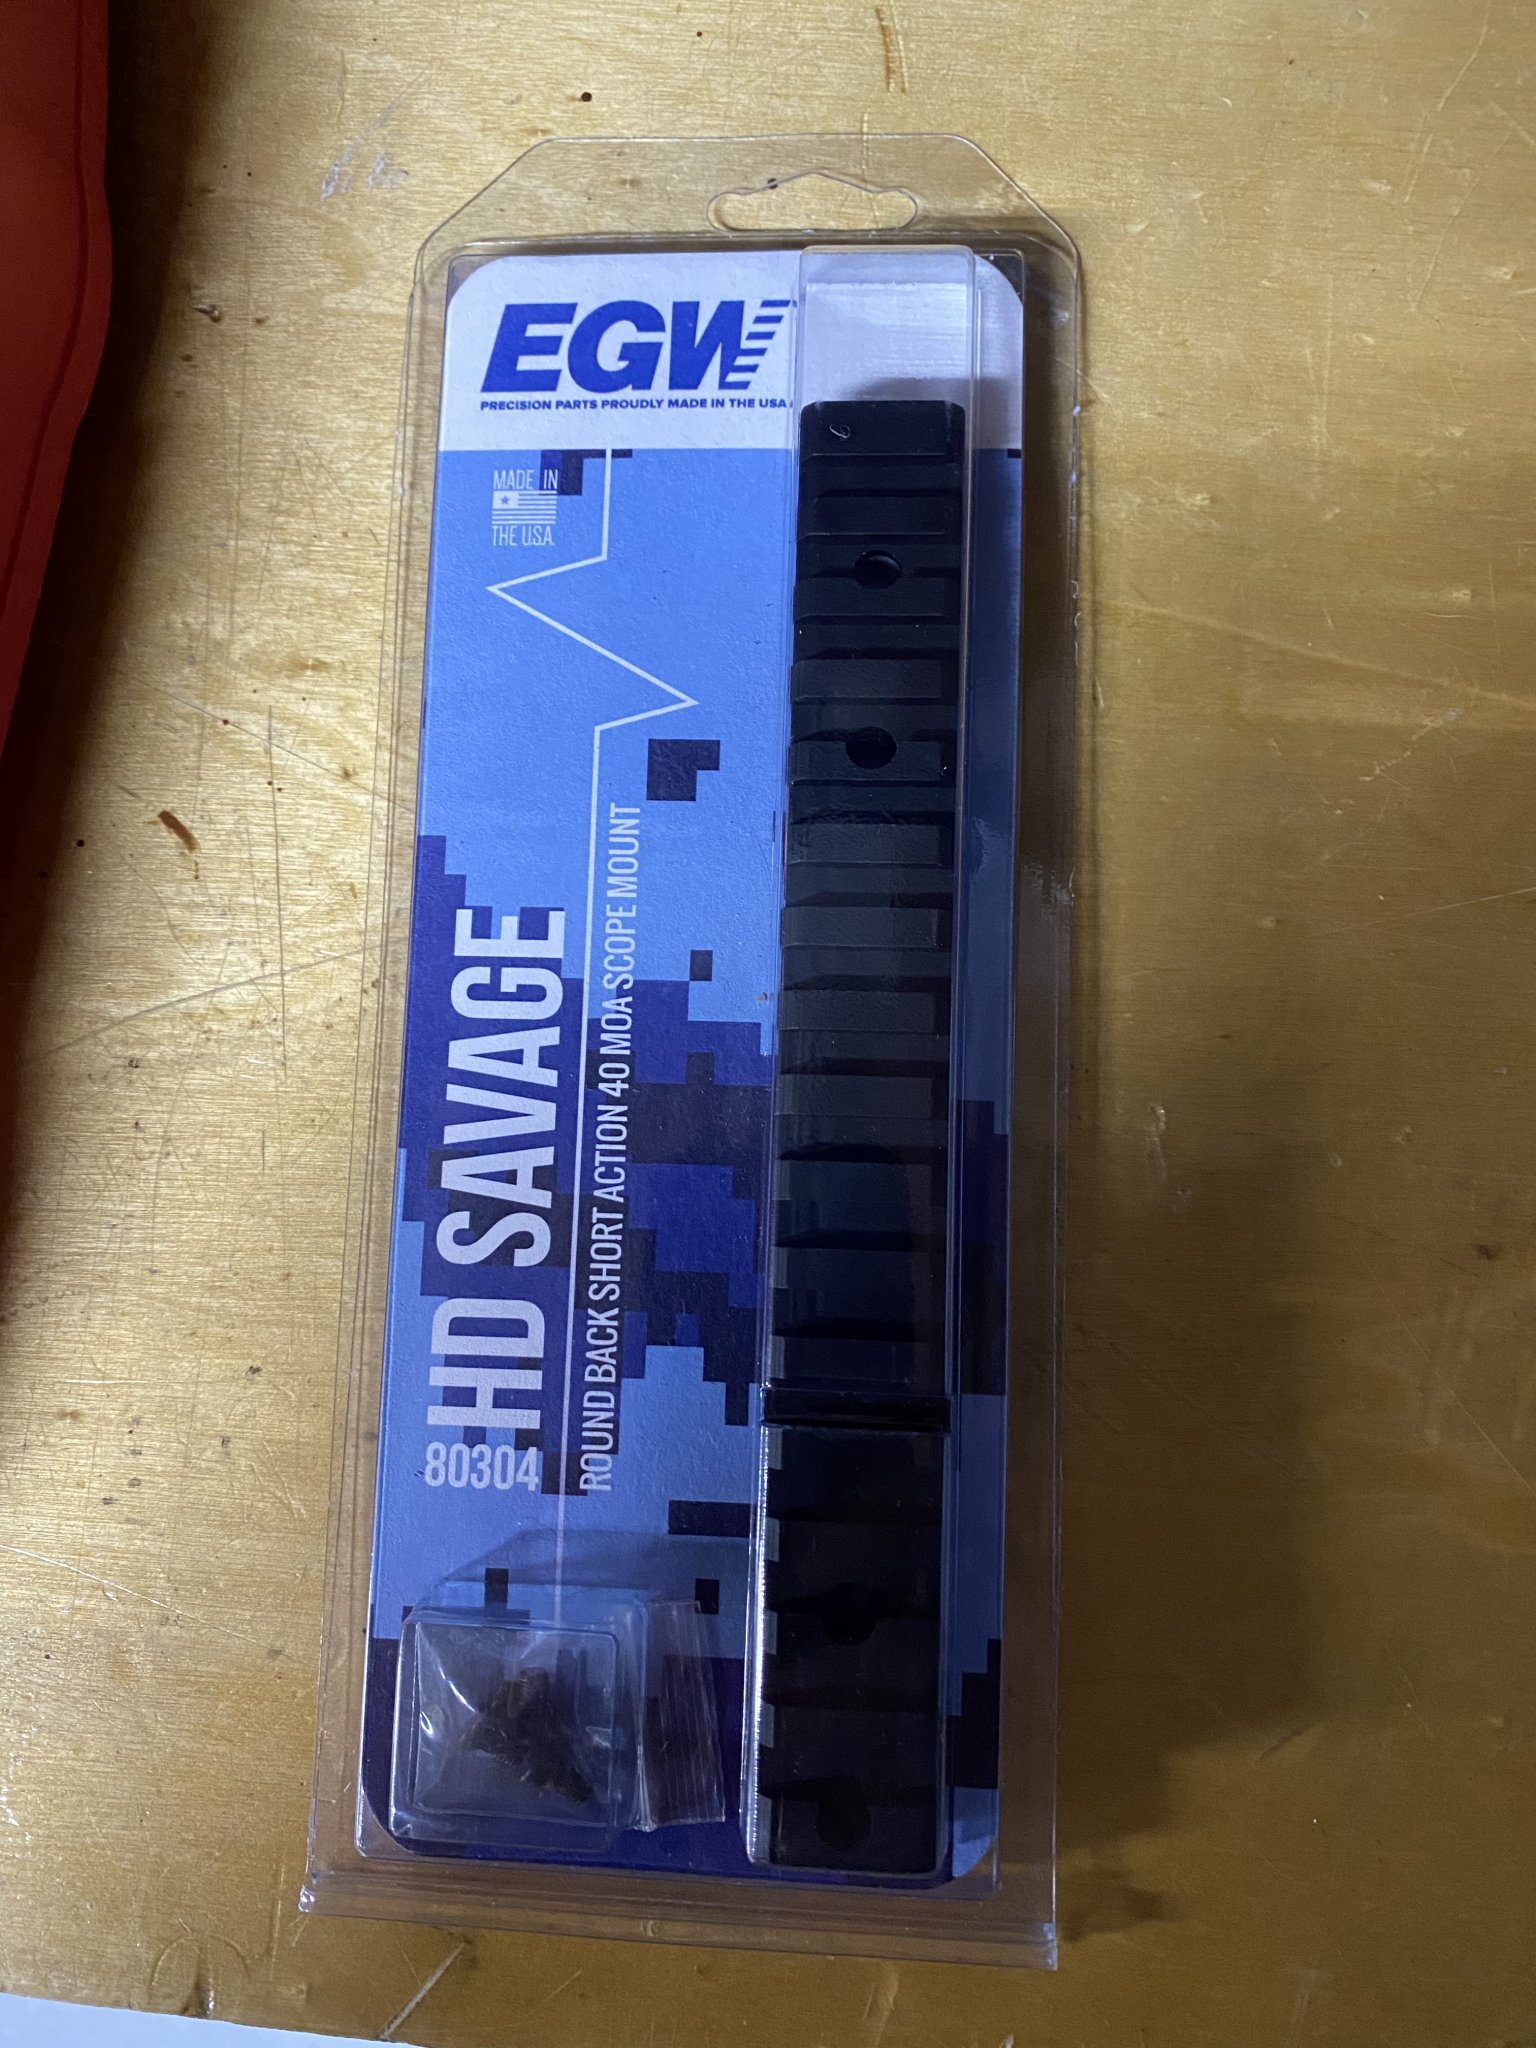 EGW
PRECISION PARTS PROUDLY MADE IN THE USA
MADE IN
THE U.S.A.
80304
HD SAVAGE
ROUND BACK SHORT ACTION 40 MOA SCOPE MOUNT